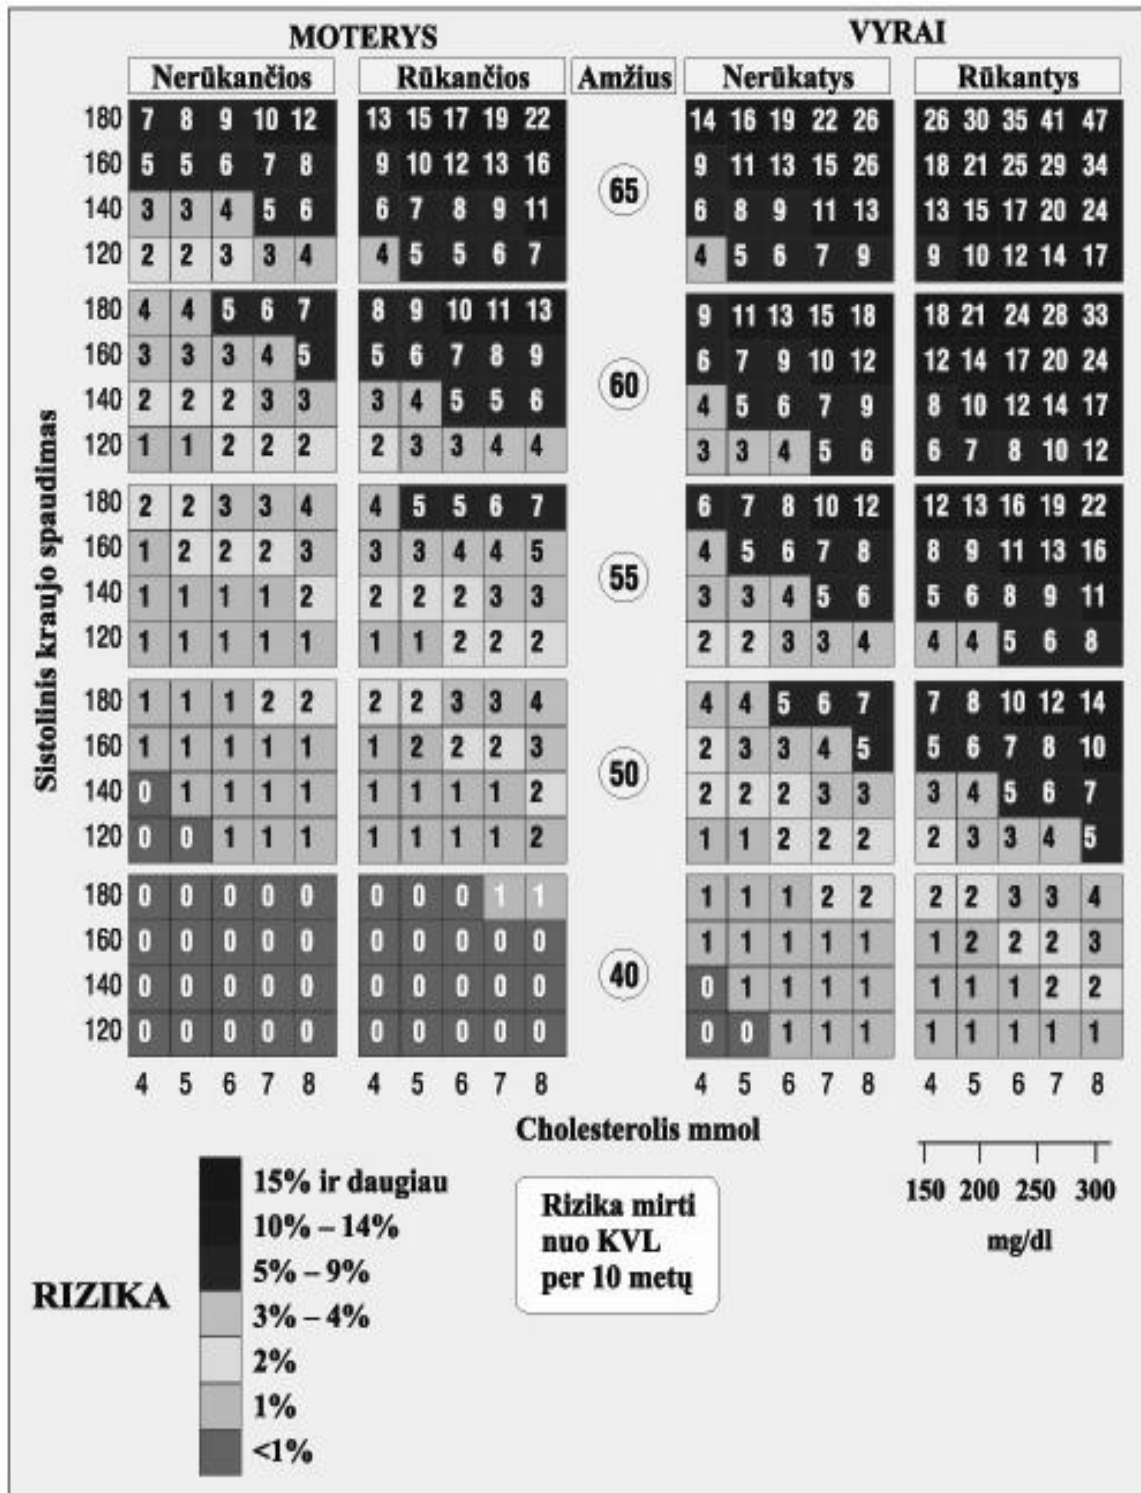 MOTERYS VYRAI
Nerūkančios Rūkančios Amžius Nerūkatys Rūkantys
180 7 8 9 10 12 13 15 17 19 22 14 16 19 22 26 26 30 35 41 47
160 5 5 6 7 8 9 10 12 13 16 9 11 13 15 26 18 21 25 29 34
65
140 3 3 4 5 6 6 7 8 9 11 6 8 9 11 13 13 15 17 20 24
120 2 2 3 3 4 4 5 5 6 7 4 5 6 7 9 9 10 12 14 17
180 4 4 5 6 7 8 9 10 11 13 9 11 13 15 18 18 21 24 28 33
160 3 3 3 4 5 5 6 7 8 9 6 7 9 10 12 12 14 17 20 24
60
140 2 2 2 3 3 3 4 5 5 6 4 5 6 7 9 8 10 12 14 17
120 1 1 2 2 2 2 3 3 4 4 3 3 4 5 6 6 7 8 10 12
180 2 2 3 3 4 4 5 5 6 7 6 7 8 10 12 12 13 16 19 22
160 1 2 2 2 3 3 3 4 4 5 4 5 6 7 8 8 9 11 13 16
55
140 1 1 1 1 2 2 2 2 3 3 3 3 4 5 6 5 6 8 9 11
120 1 1 1 1 1 1 1 2 2 2 2 2 3 3 4 4 4 5 6 8
Sistolinis kraujo spaudimas
180 1 1 1 2 2 2 2 3 3 4 4 4 5 6 7 7 8 10 12 14
160 1 1 1 1 1 1 2 2 2 3 2 3 3 4 5 5 6 7 8 10
50
140 0 1 1 1 1 1 1 1 1 2 2 2 2 3 3 3 4 5 6 7
120 0 0 1 1 1 1 1 1 1 2 1 1 2 2 2 2 3 3 4 5
180 0 0 0 0 0 0 0 0 1 1 1 1 1 2 2 2 2 3 3 4
160 0 0 0 0 0 0 0 0 0 0 1 1 1 1 1 1 2 2 2 3
40
140 0 0 0 0 0 0 0 0 0 0 0 1 1 1 1 1 1 1 2 2
120 0 0 0 0 0 0 0 0 0 0 0 0 1 1 1 1 1 1 1 1
4 5 6 7 8 4 5 6 7 8 4 5 6 7 8 4 5 6 7 8
Cholesterolis mmol
150 200 250 300
mg/dl
RIZIKA
15% ir daugiau
10% – 14%
5% – 9%
3% – 4%
2%
1%
<1%
Rizika mirti
nuo KVL
per 10 metų